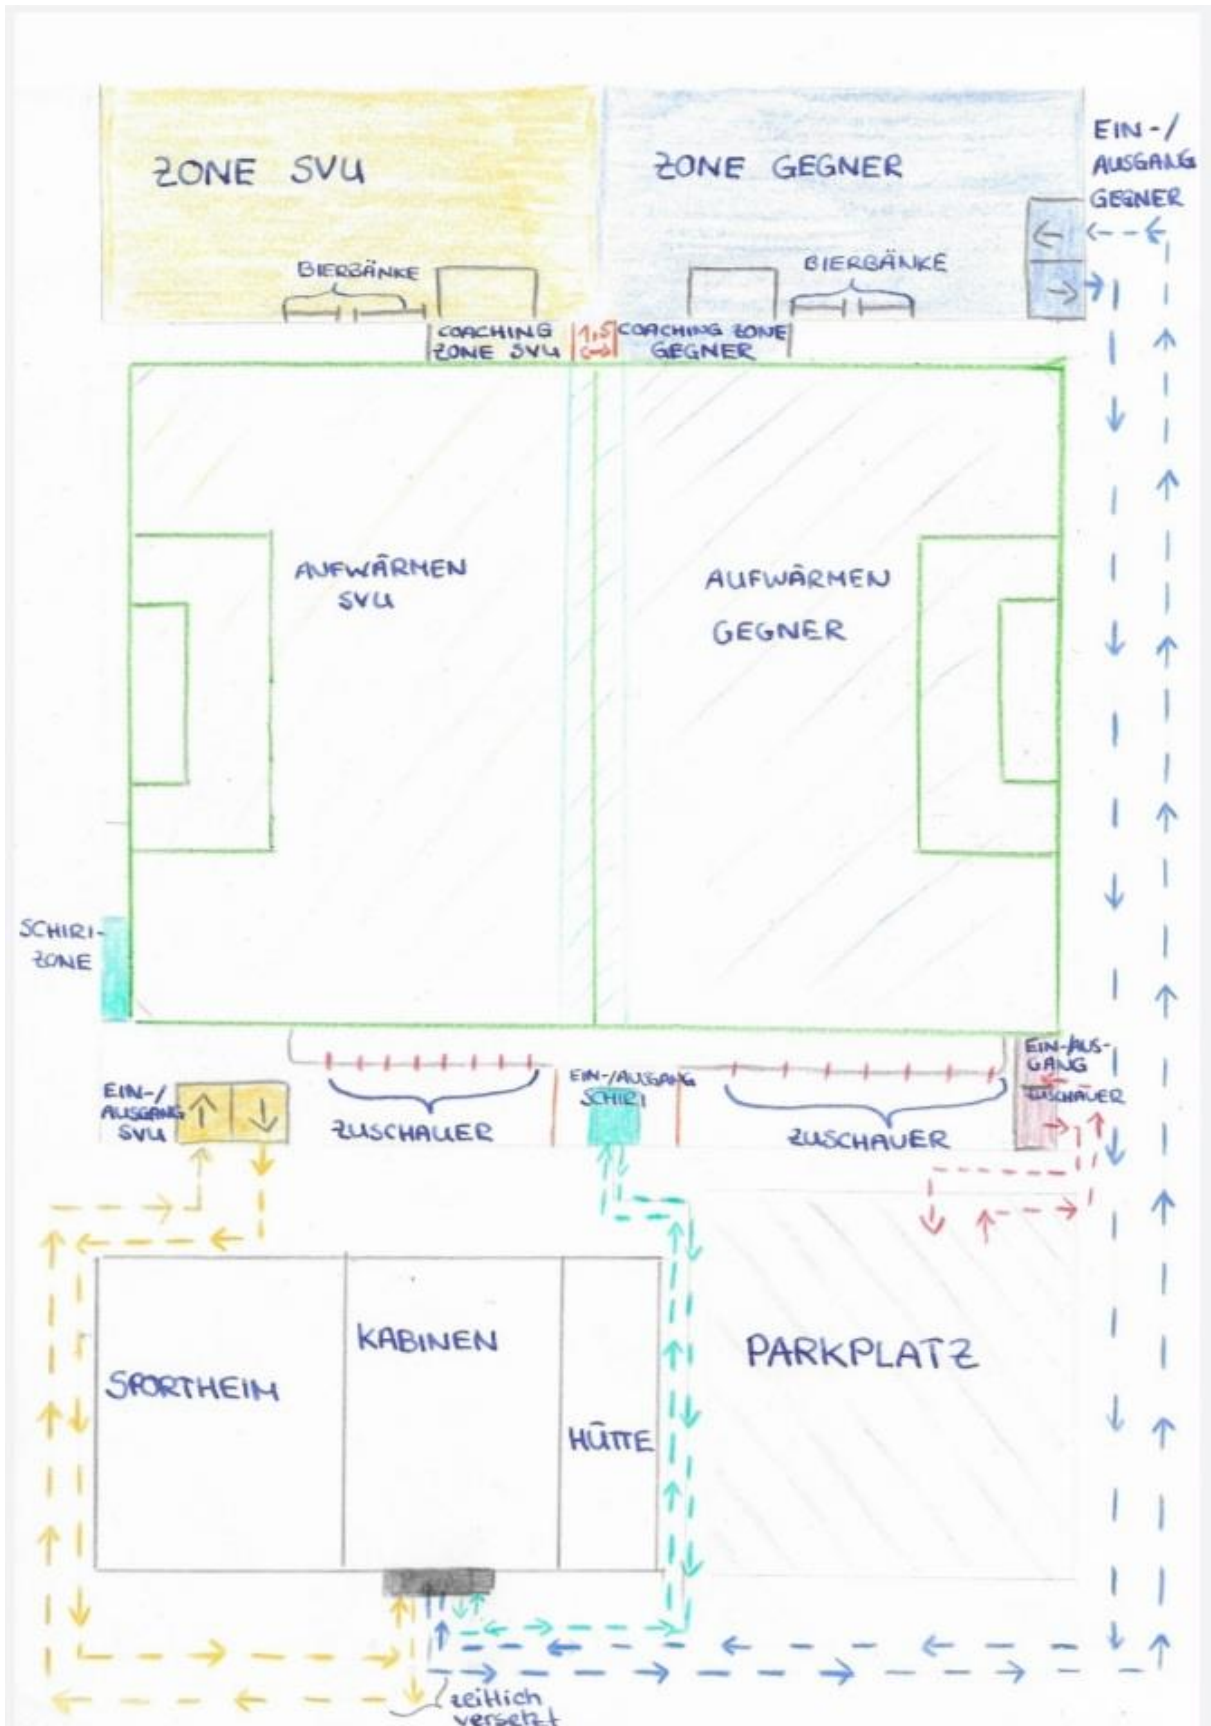 ZONE SVU
ZONE GEGNER
EIN-/
AUSGANG
GEGNER
BIERBÄNKE
BIERBÄNKE
COACHING
ZONE SVU
1,5
COACHING ZONE
GEGNER
AUFWÄRMEN
SVU
AUFWÄRMEN
GEGNER
SCHIRI-
ZONE
EIN-/
AUSGANG
SVU
ZUSCHAUER
EIN-/AUSGANG
SCHIRI
ZUSCHAUER
EIN-/AUS-
GANG
ZUSCHAUER
SPORTHEIM
KABINEN
HÜTTE
PARKPLATZ
zeitlich
versetzt